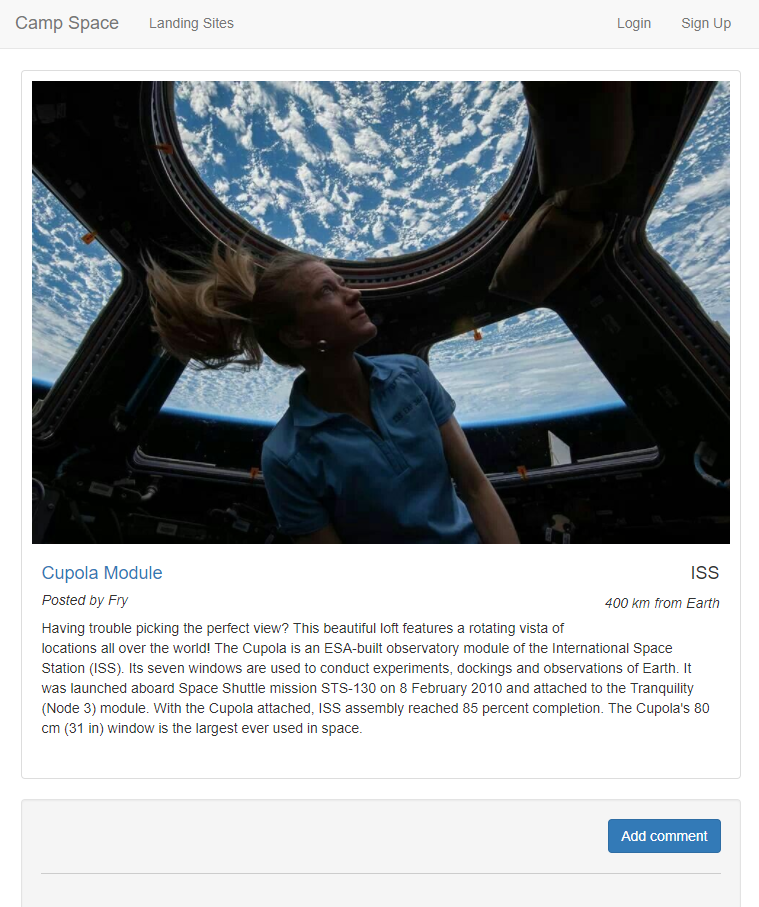 Camp Space Landing Sites Login Sign Up
Cupola Module ISS
Posted by Fry 400 km from Earth
Having trouble picking the perfect view? This beautiful loft features a rotating vista of
locations all over the world! The Cupola is an ESA-built observatory module of the International Space
Station (ISS). Its seven windows are used to conduct experiments, dockings and observations of Earth. It
was launched aboard Space Shuttle mission STS-130 on 8 February 2010 and attached to the Tranquility
(Node 3) module. With the Cupola attached, ISS assembly reached 85 percent completion. The Cupola's 80
cm (31 in) window is the largest ever used in space.
Add comment